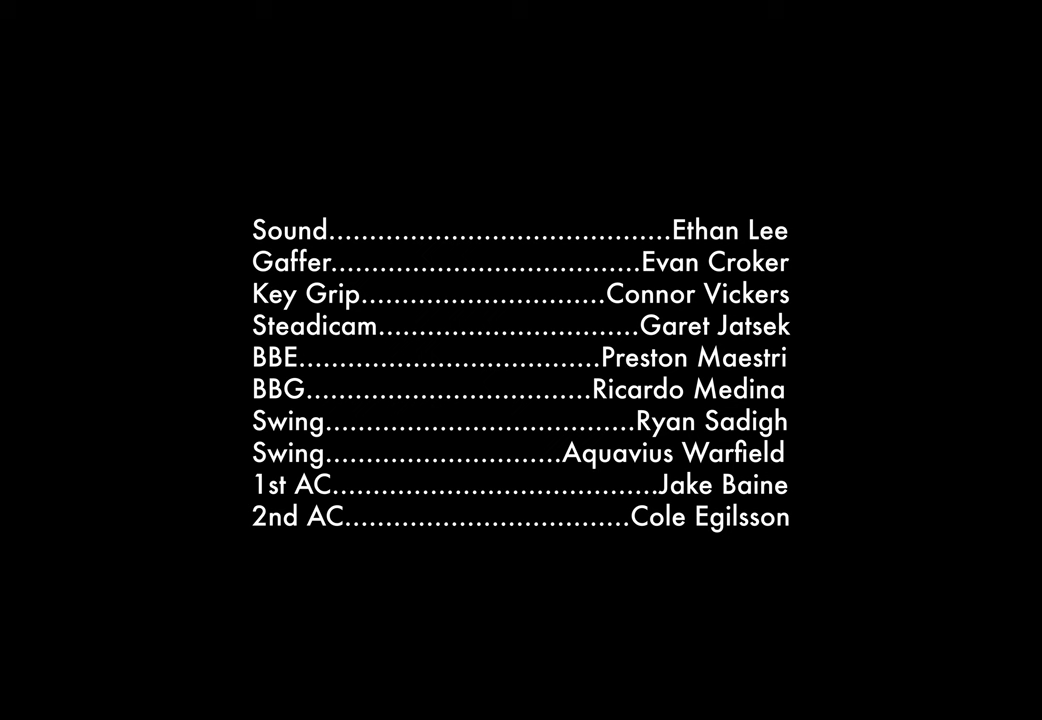 Sound..........................................Ethan Lee
Gaffer......................................Evan Croker
Key Grip..............................Connor Vickers
Steadicam................................Garet Jatsek
BBE.....................................Preston Maestri
BBG...................................Ricardo Medina
Swing......................................Ryan Sadigh
Swing.............................Aquavius Warfield
1st AC........................................Jake Baine
2nd AC...................................Cole Egilsson